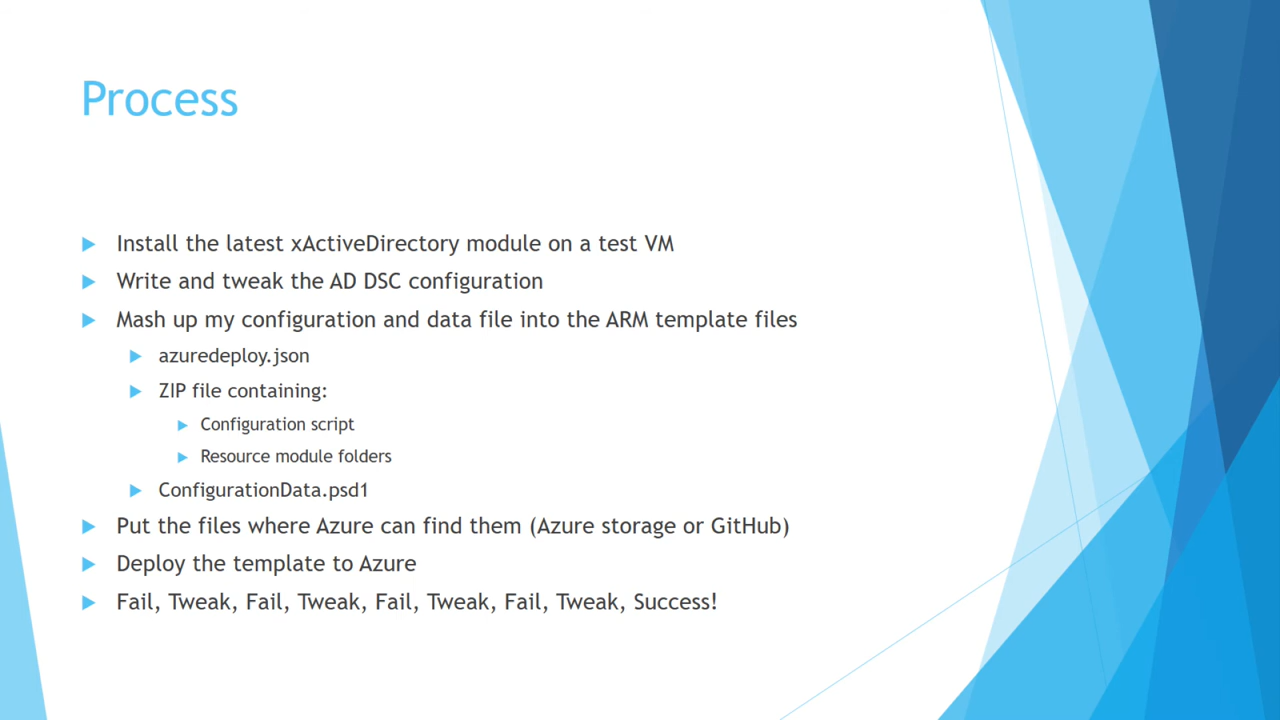 Process
Install the latest xActiveDirectory module on a test VM
Write and tweak the AD DSC configuration
Mash up my configuration and data file into the ARM template files
azuredeploy.json
ZIP file containing:
Configuration script
Resource module folders
ConfigurationData.psd1
Put the files where Azure can find them (Azure storage or GitHub)
Deploy the template to Azure
Fail, Tweak, Fail, Tweak, Fail, Tweak, Fail, Tweak, Success!